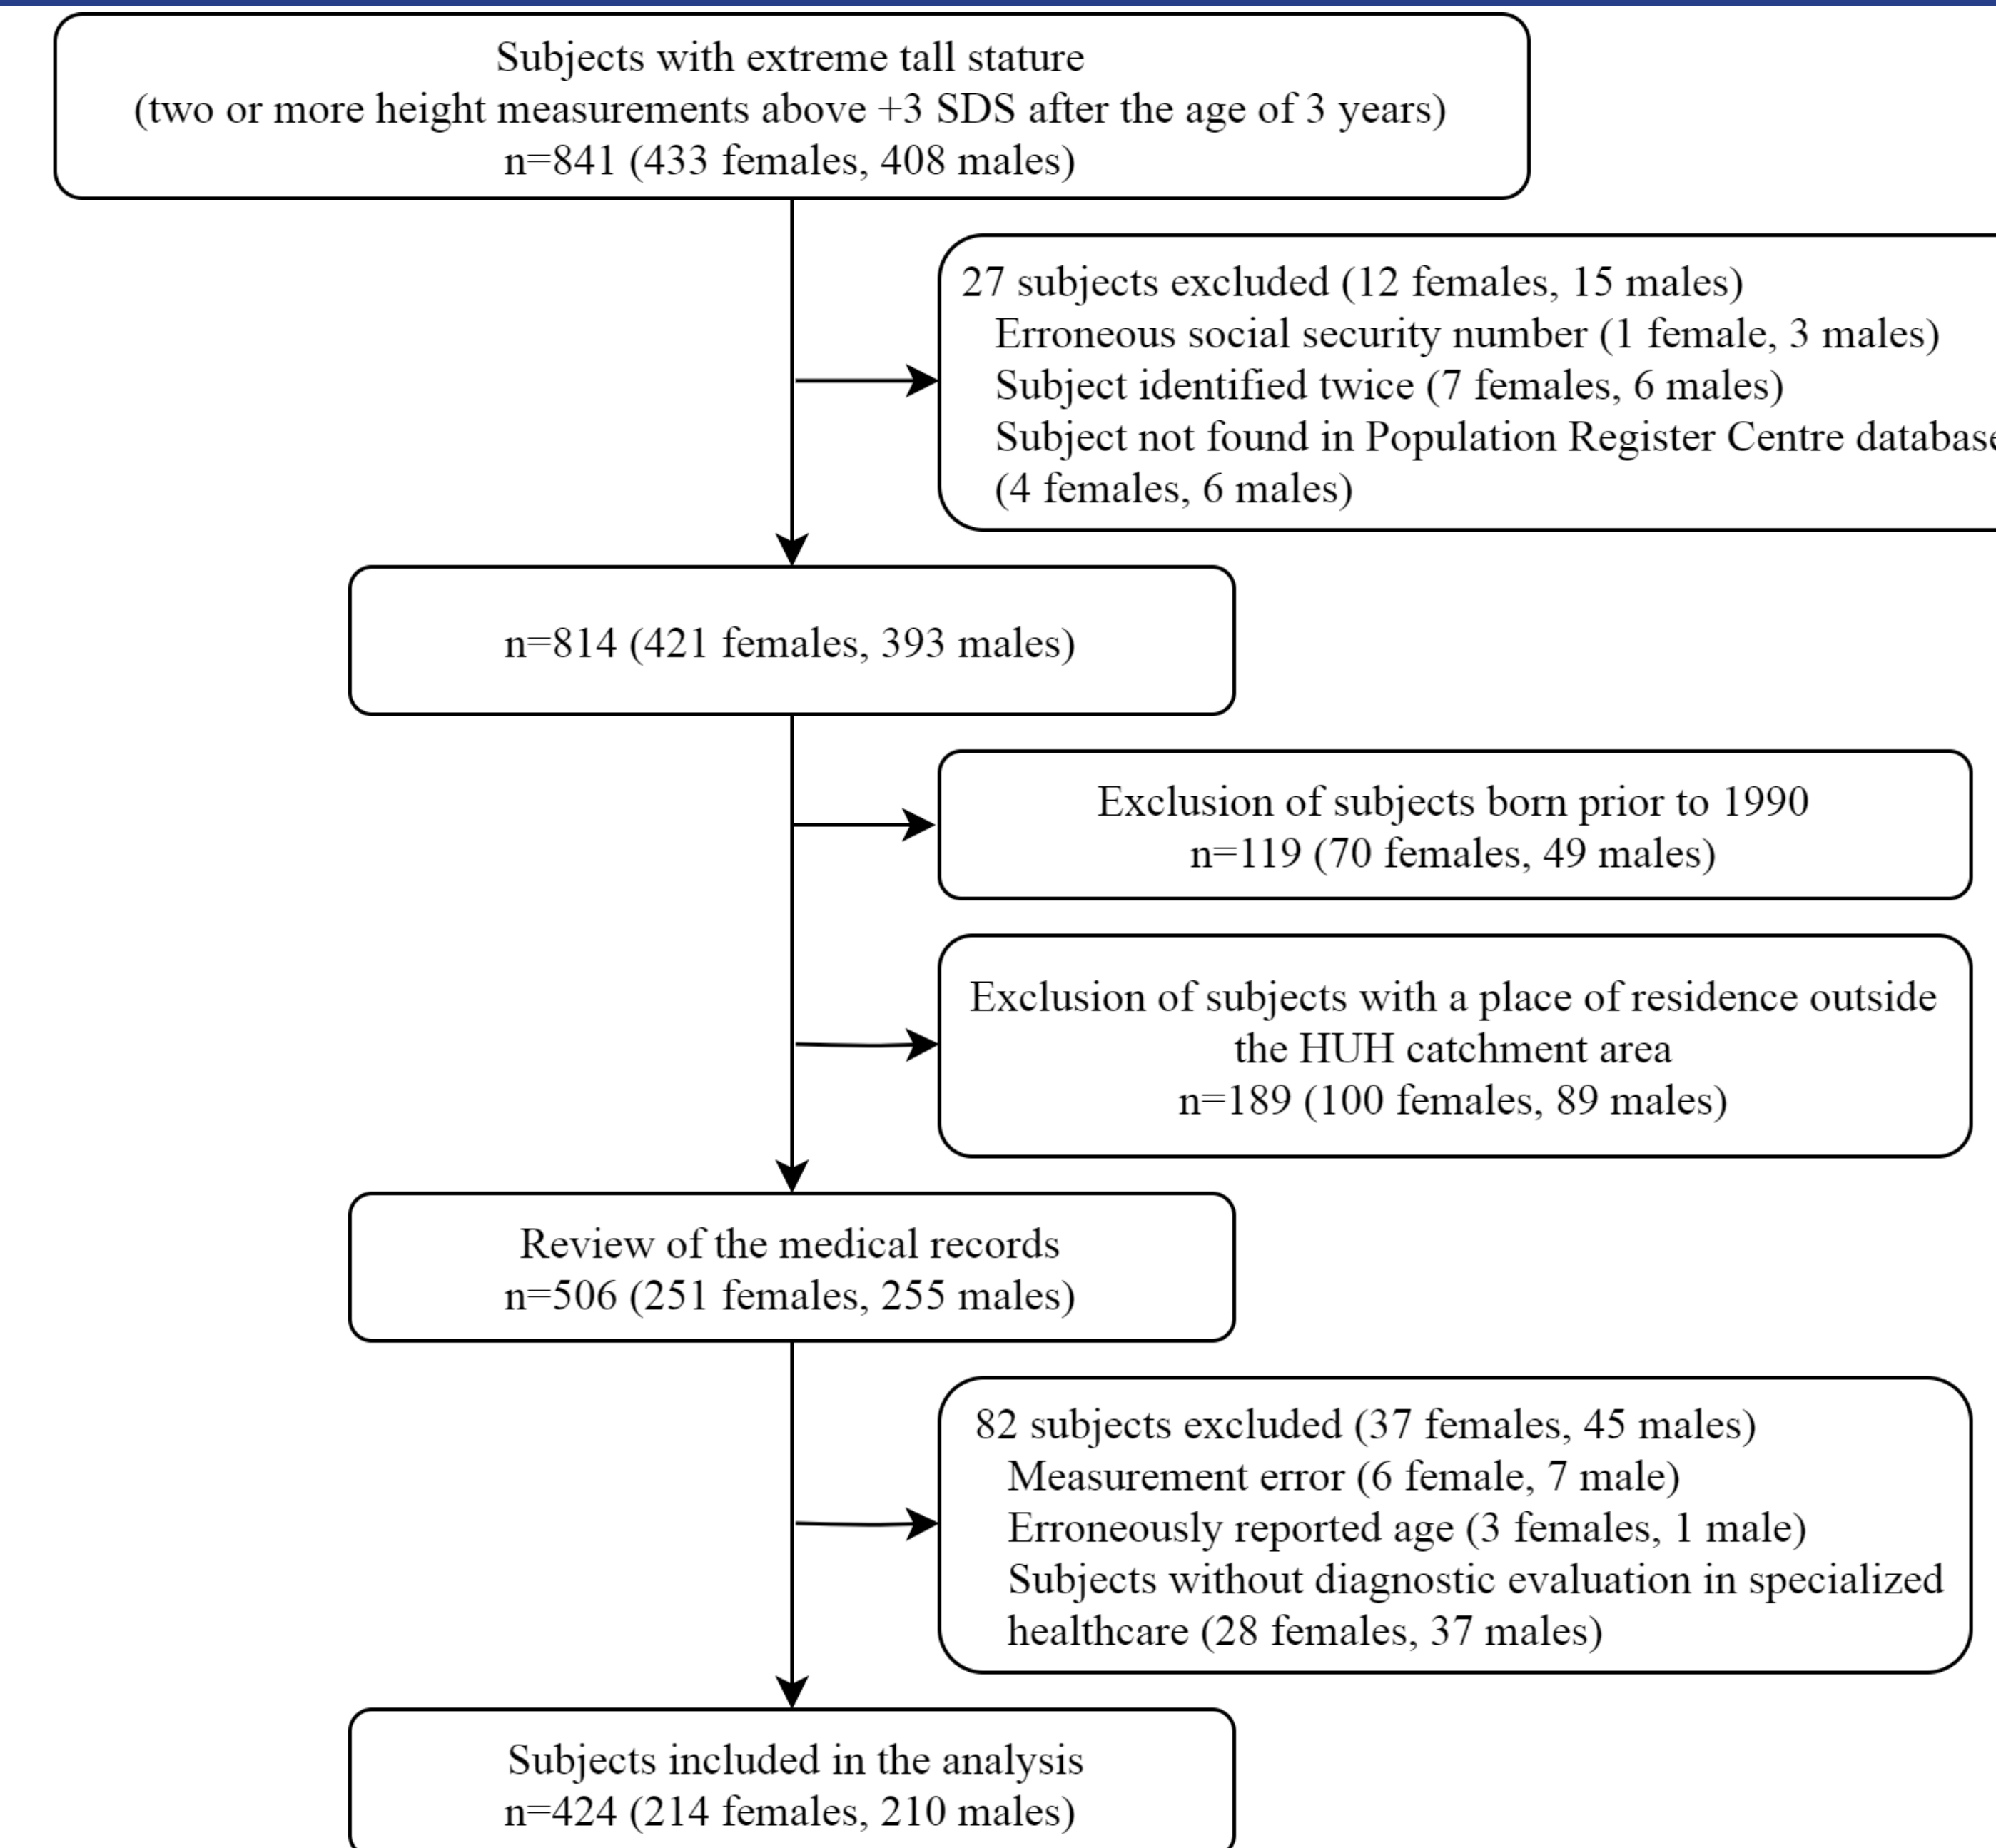 Subjects with extreme tall stature
(two or more height measurements above +3 SDS after the age of 3 years)
n=841 (433 females, 408 males)
27 subjects excluded (12 females, 15 males)
Erroneous social security number (1 female, 3 males)
Subject identified twice (7 females, 6 males)
Subject not found in Population Register Centre database
(4 females, 6 males)
n=814 (421 females, 393 males)
Exclusion of subjects born prior to 1990
n=119 (70 females, 49 males)
Exclusion of subjects with a place of residence outside
the HUH catchment area
n=189 (100 females, 89 males)
Review of the medical records
n=506 (251 females, 255 males)
82 subjects excluded (37 females, 45 males)
Measurement error (6 female, 7 male)
Erroneously reported age (3 females, 1 male)
Subjects without diagnostic evaluation in specialized
healthcare (28 females, 37 males)
Subjects included in the analysis
n=424 (214 females, 210 males)